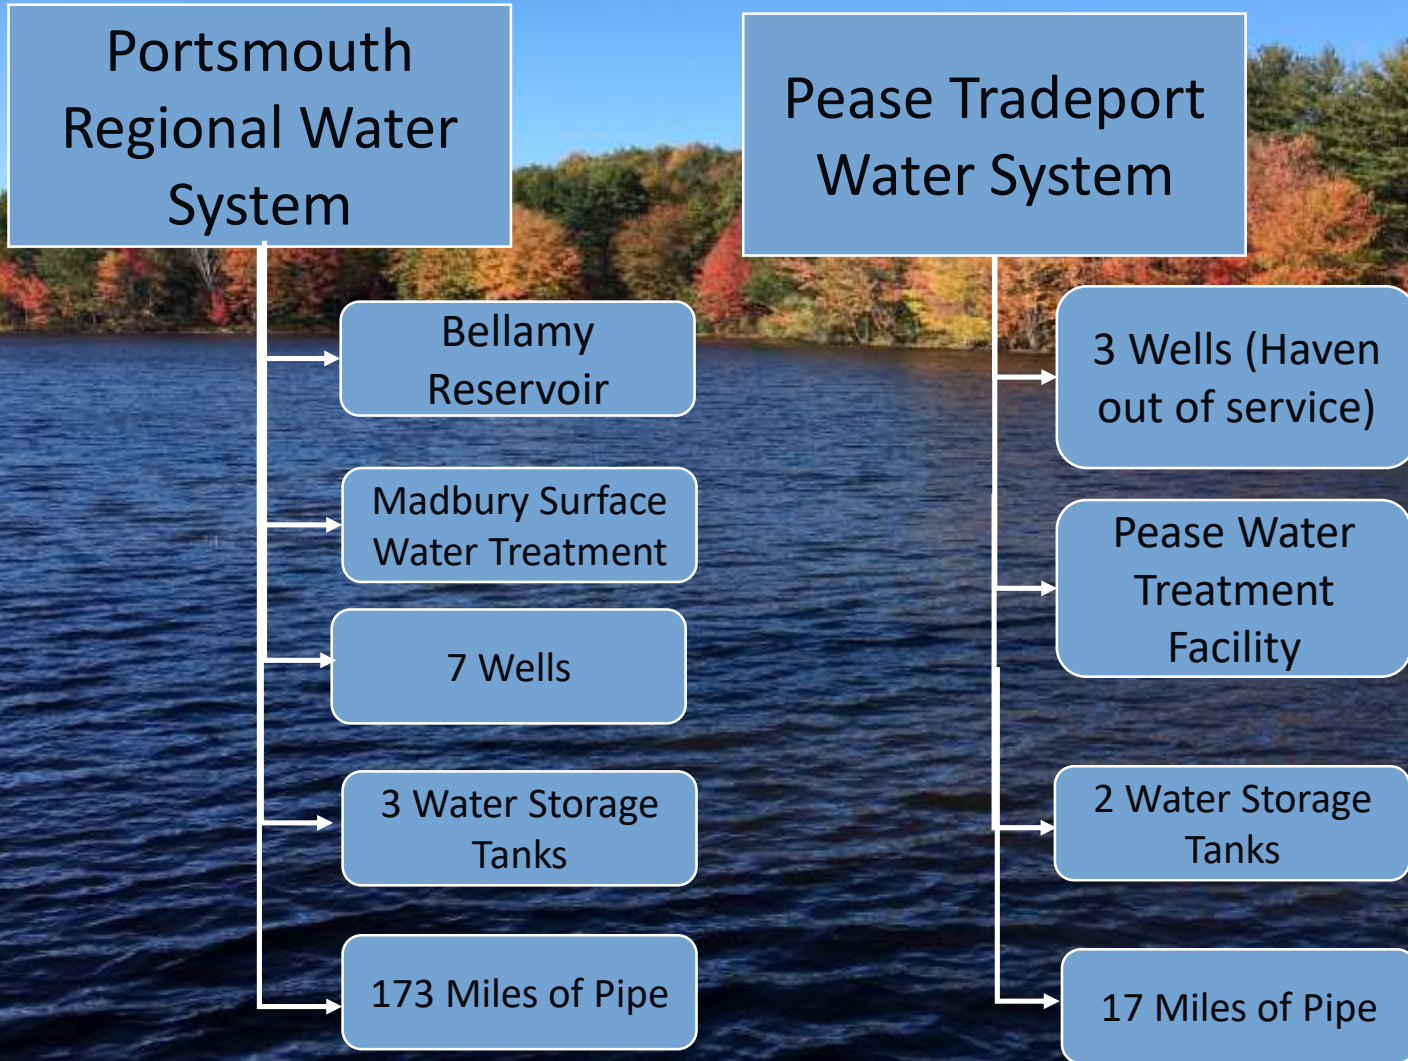 Portsmouth
Regional Water
System
Bellamy
Reservoir
Madbury Surface
Water Treatment
7 Wells
3 Water Storage
Tanks
173 Miles of Pipe
Pease Tradeport
Water System
3 Wells (Haven
out of service)
Pease Water
Treatment
Facility
2 Water Storage
Tanks
17 Miles of Pipe